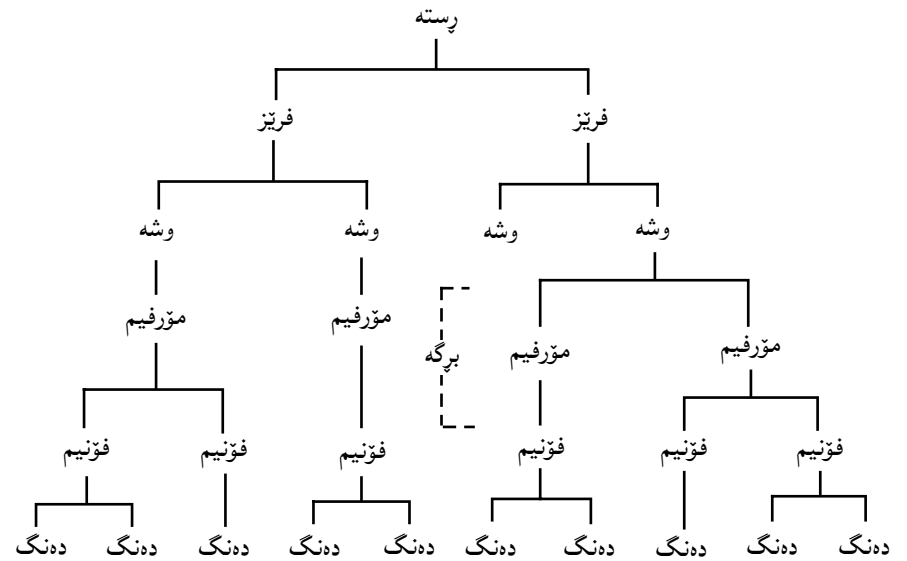 ڕستە
فرێز فرێز
وشە وشە وشە وشە
مۆرفیم مۆرفیم
مۆرفیم مۆرفیم بڕگە
فۆنیم فۆنیم فۆنیم فۆنیم فۆنیم فۆنیم
دەنگ دەنگ دەنگ دەنگ دەنگ دەنگ دەنگ دەنگ دەنگ دەنگ